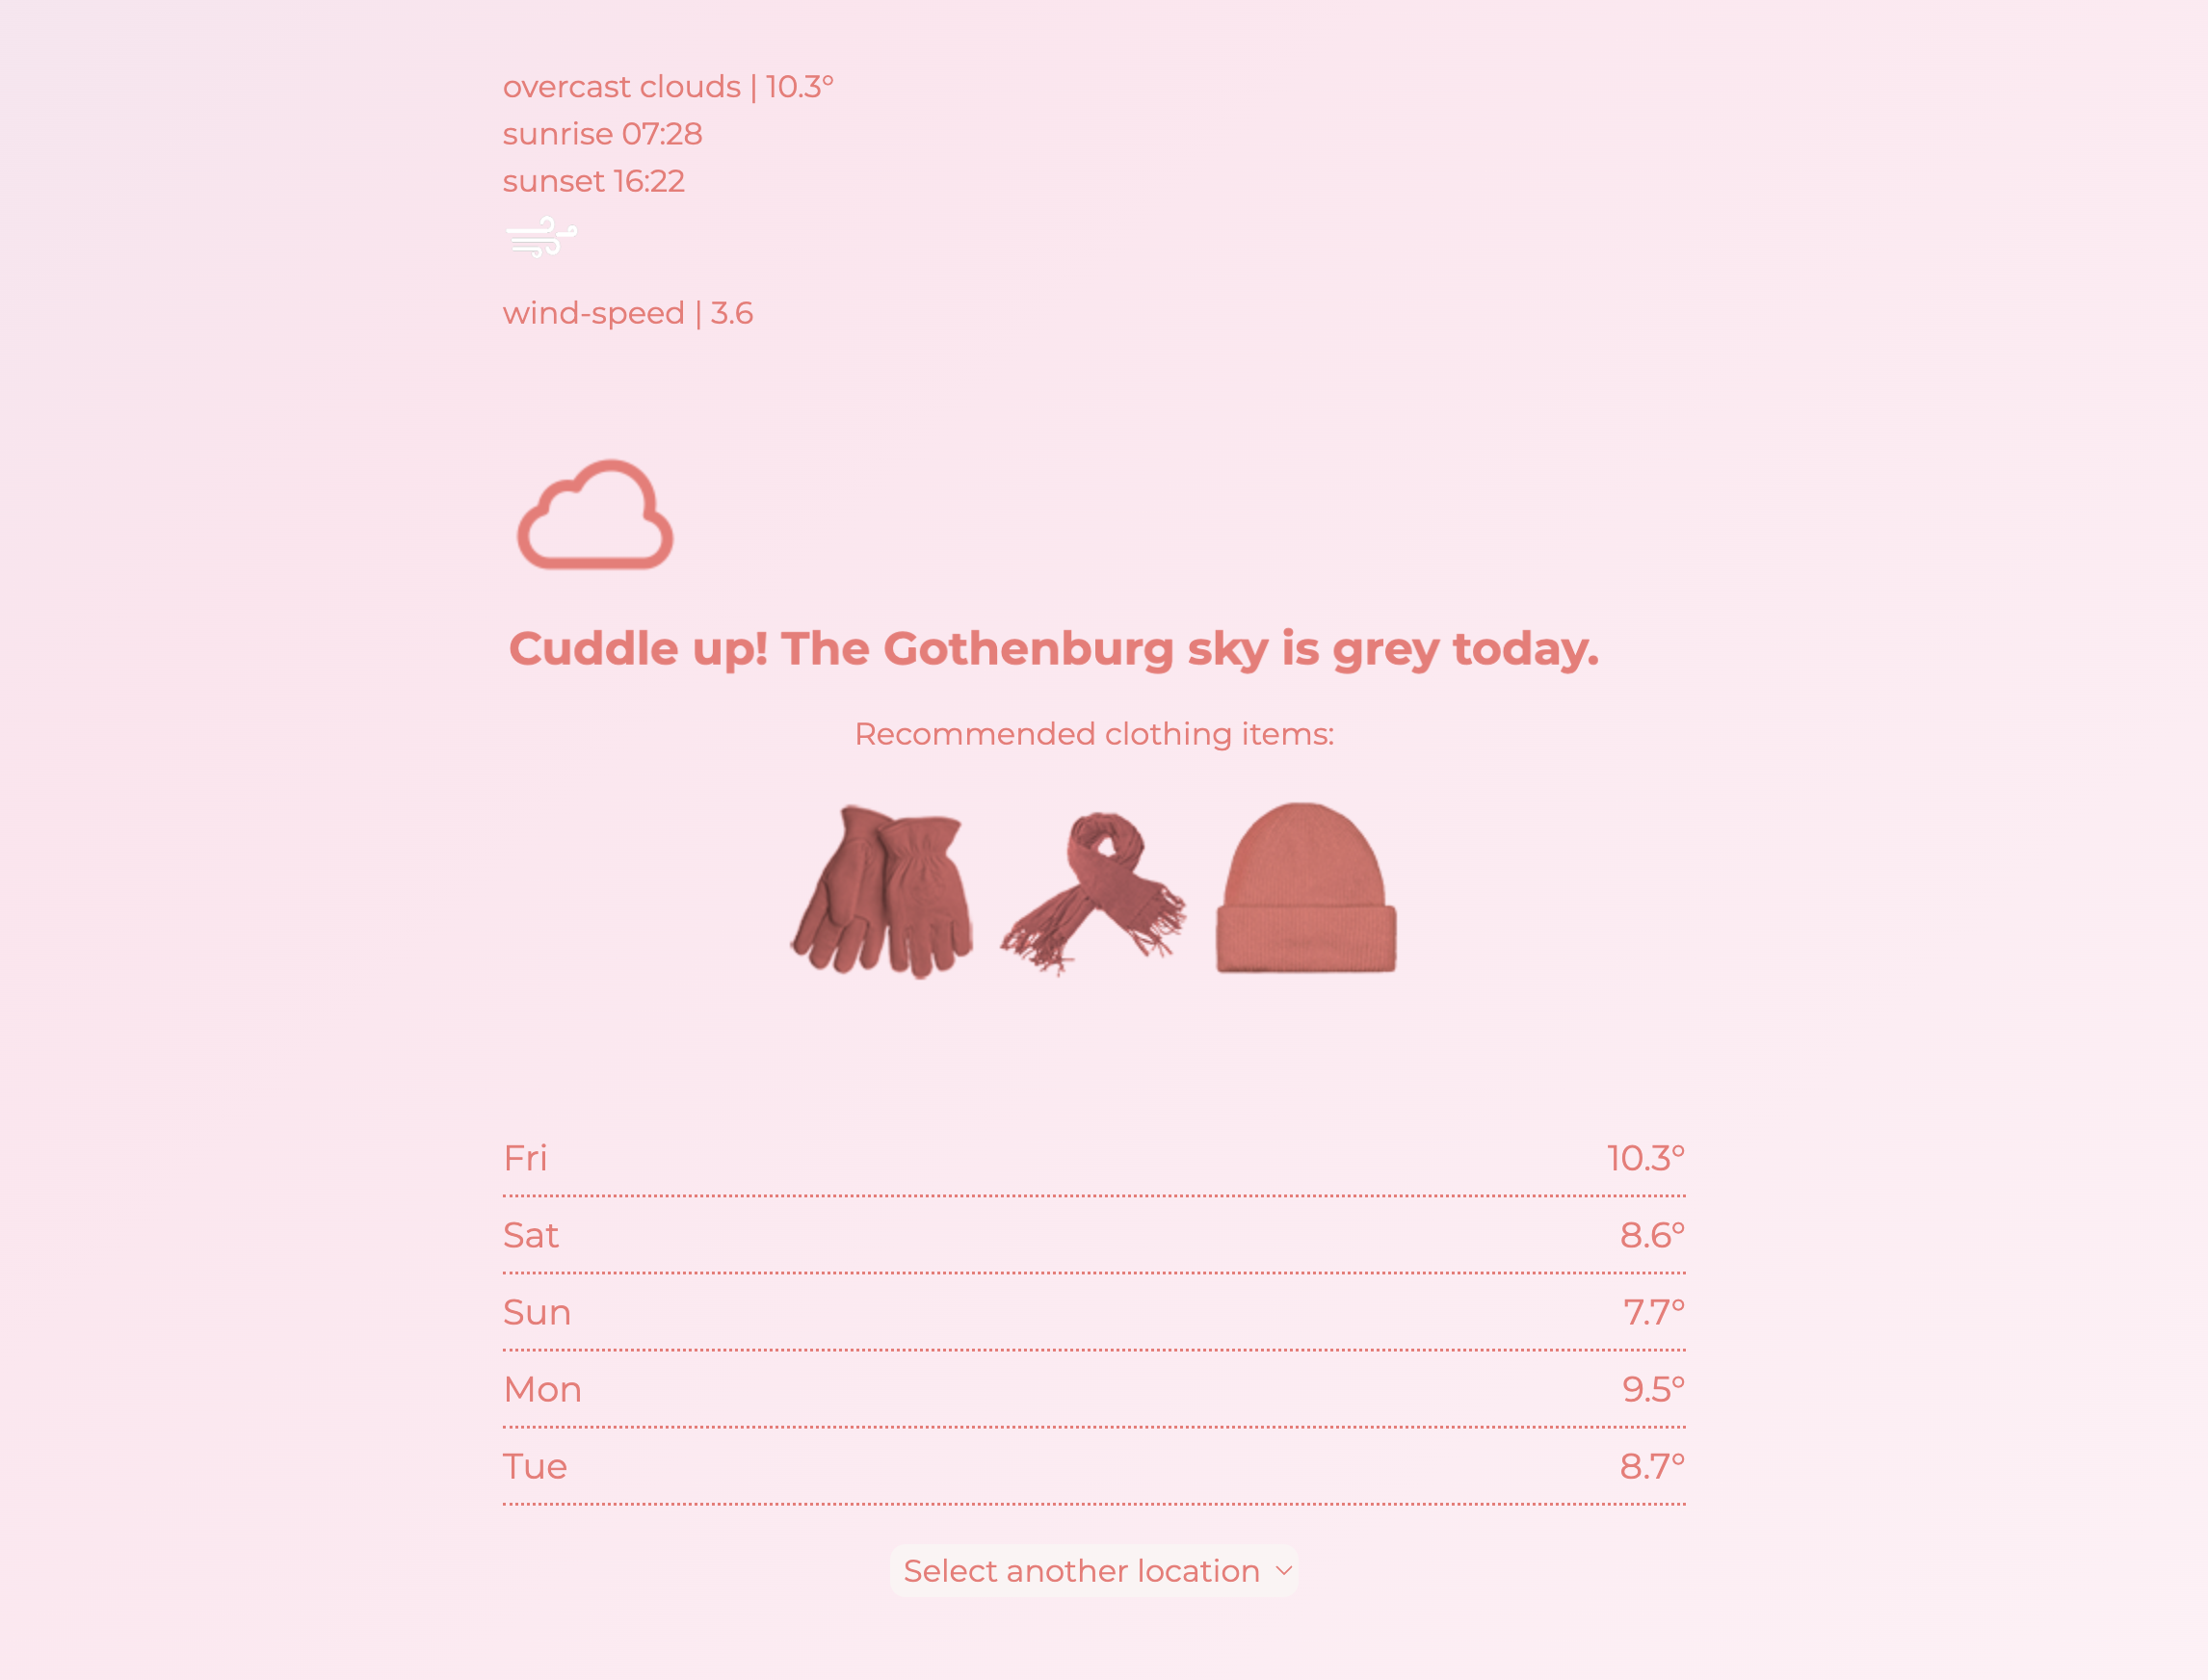 overcast clouds | 10.3°
sunrise 07:28
sunset 16:22
wind-speed | 3.6
Cuddle up! The Gothenburg sky is grey today.
Recommended clothing items:
Fri 10.3°
Sat 8.6°
Sun 7.7°
Mon 9.5°
Tue 8.7°
Select another location